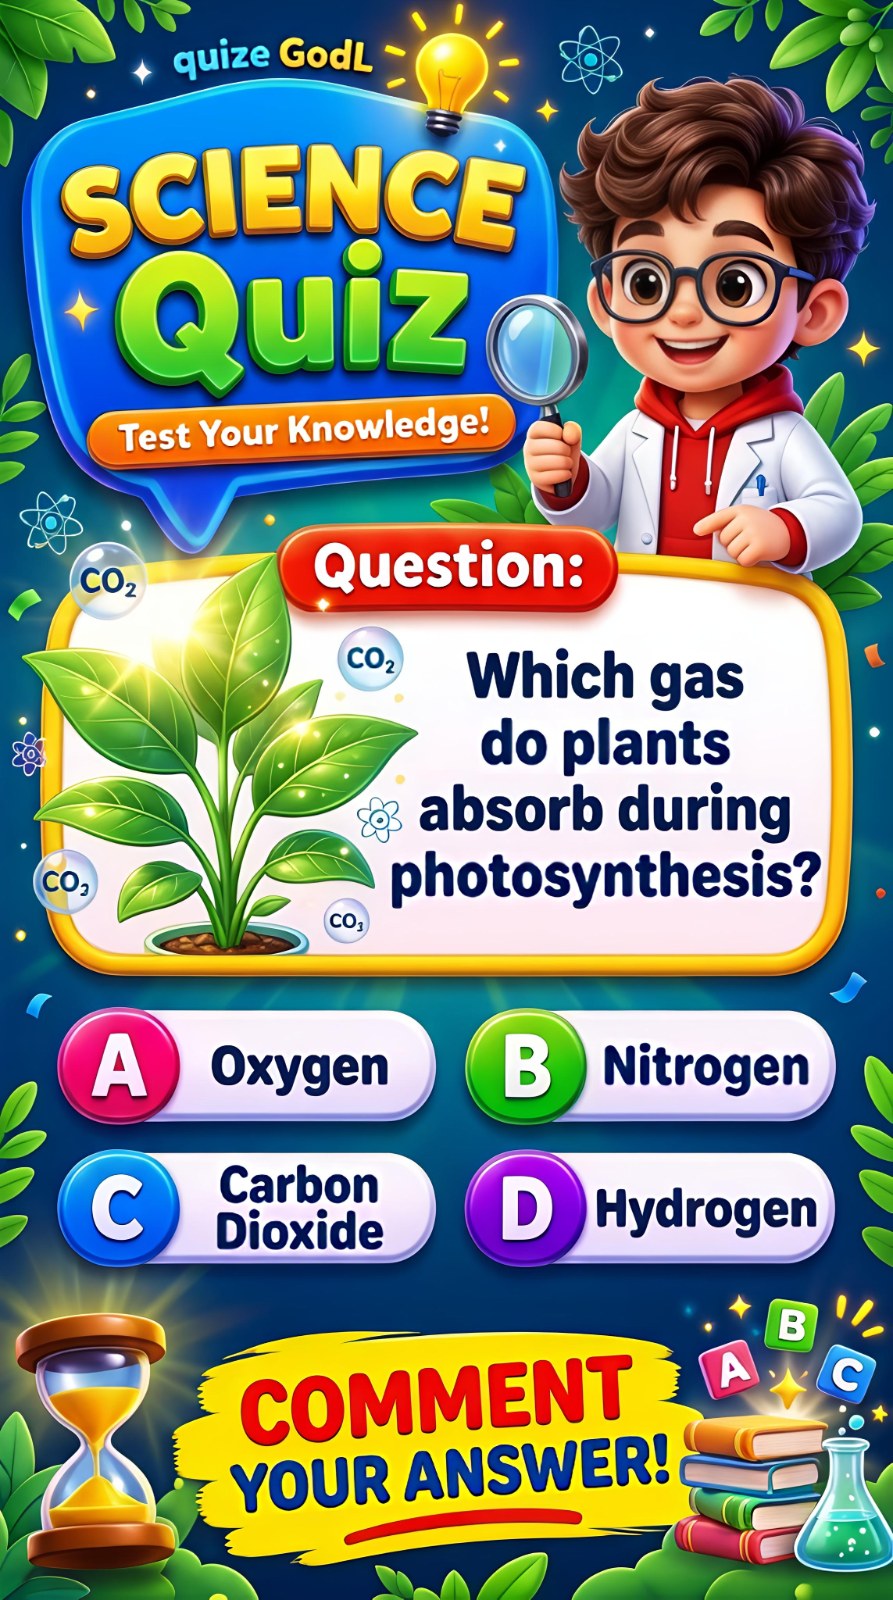 quize GodL
SCIENCE
Quiz
Test Your Knowledge!
Question:
CO₂
CO₂
Which gas
do plants
absorb during
photosynthesis?
CO₂
CO₃
A Oxygen
B Nitrogen
C Carbon
Dioxide
D Hydrogen
COMMENT
YOUR ANSWER!
A
B
C